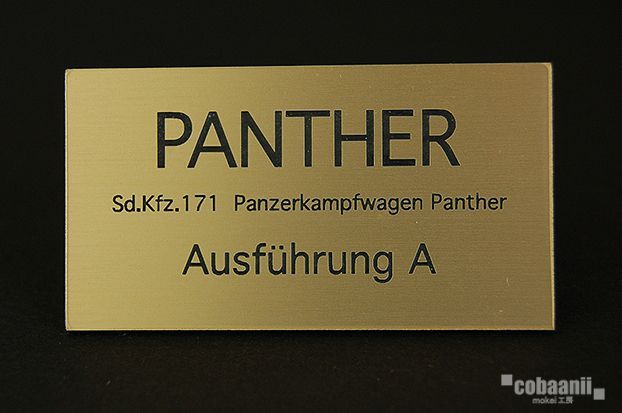 PANTHER
Sd.Kfz.171 Panzerkampfwagen Panther
Ausführung A
cobaanii
mokei 工房